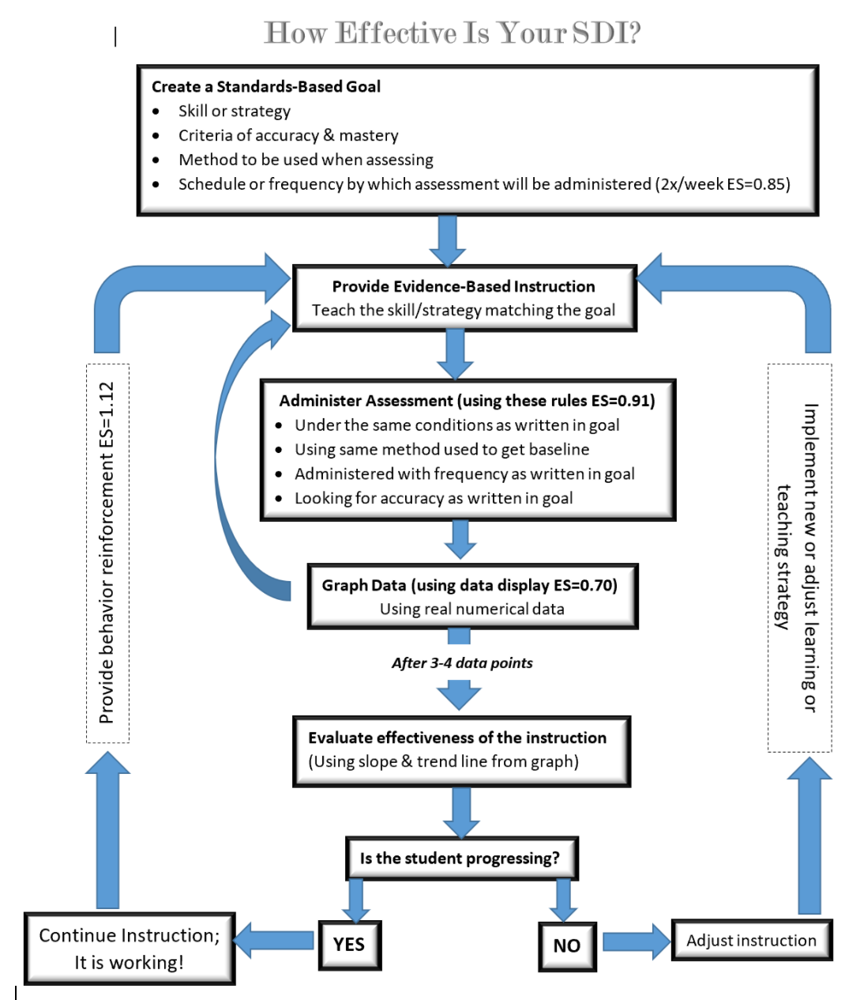 How Effective Is Your SDI?
Create a Standards-Based Goal
• Skill or strategy
• Criteria of accuracy & mastery
• Method to be used when assessing
• Schedule or frequency by which assessment will be administered (2x/week ES=0.85)
Provide Evidence-Based Instruction
Teach the skill/strategy matching the goal
Administer Assessment (using these rules ES=0.91)
• Under the same conditions as written in goal
• Using same method used to get baseline
• Administered with frequency as written in goal
• Looking for accuracy as written in goal
Graph Data (using data display ES=0.70)
Using real numerical data
After 3-4 data points
Evaluate effectiveness of the instruction
(Using slope & trend line from graph)
Is the student progressing?
YES
NO
Continue Instruction;
It is working!
Adjust instruction
Provide behavior reinforcement ES=1.12
Implement new or adjust learning or
teaching strategy